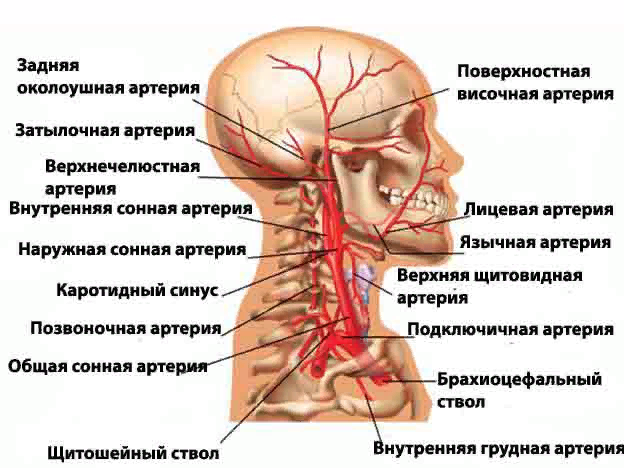 Задняя
околоушная артерия
Затылочная артерия
Верхнечелюстная
артерия
Внутренняя сонная артерия
Наружная сонная артерия
Каротидный синус
Позвоночная артерия
Общая сонная артерия
Щитошейный ствол
Поверхностная
височная артерия
Лицевая артерия
Язычная артерия
Верхняя щитовидная
артерия
Подключичная артерия
Брахиоцефальный
ствол
Внутренняя грудная артерия